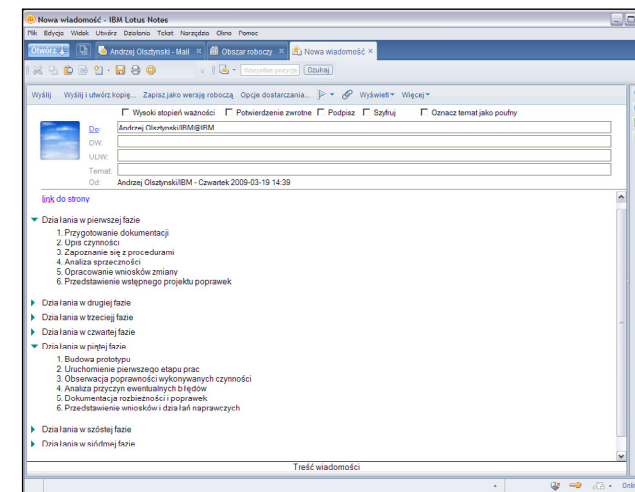 Nowa wiadomość - IBM Lotus Notes
Plik Edycja Widok Utwórz Działania Tekst Narzędzia Okno Pomoc
Otwórz Andrzej Olsztynski - Mail × Obszar roboczy × Nowa wiadomość ×
Wszystkie pozycje Szukaj
Wyślij Wyślij i utwórz kopię... Zapisz jako wersję roboczą Opcje dostarczania... Wyświetl Więcej
Wysoki stopień ważności Potwierdzenie zwrotne Podpisz Szyfruj Oznacz temat jako poufny
Do: Andrzej Olsztynski/IBM@IBM
DW:
UDW:
Temat:
Od: Andrzej Olsztynski/IBM - Czwartek 2009-03-19 14:39
link do strony
Działania w pierwszej fazie
1. Przygotowanie dokumentacji
2. Opis czynności
3. Zapoznanie się z procedurami
4. Analiza sprzeczności
5. Opracowanie wniosków zmiany
6. Przedstawienie wstępnego projektu poprawek
Działania w drugiej fazie
Działania w trzeciejj fazie
Działania w czwartej fazie
Działania w piątej fazie
1. Budowa prototypu
2. Uruchomienie pierwszego etapu prac
3. Obserwacja poprawności wykonywanych czynności
4. Analiza przyczyn ewentualnych błędów
5. Dokumentacja rozbieżności i poprawek
6. Przedstawienie wniosków i działań naprawczych
Działania w szóstej fazie
Działania w siódmej fazie
Treść wiadomości